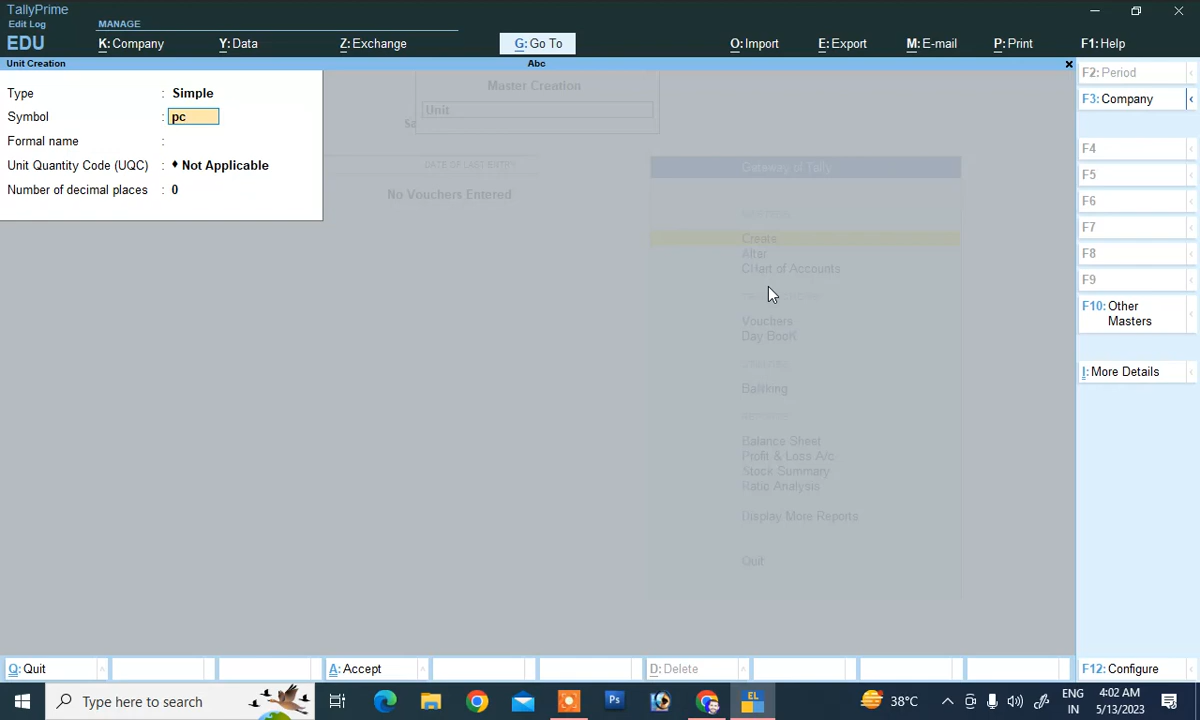 TallyPrime
Edit Log
EDU
MANAGE
K: Company
Y: Data
Z: Exchange
G: Go To
O: Import
E: Export
M: E-mail
P: Print
F1: Help
Unit Creation
Abc
Type : Simple
Symbol : pc
Formal name :
Unit Quantity Code (UQC) : ♦ Not Applicable
Number of decimal places : 0
Master Creation
Unit
DATE OF LAST ENTRY
No Vouchers Entered
Gateway of Tally
MASTERS
Create
Alter
CHart of Accounts
Vouchers
Day BooK
BaNking
Balance Sheet
Profit & Loss A/c
Stock Summary
Ratio Analysis
Display More Reports
Quit
F2: Period
F3: Company
F4
F5
F6
F7
F8
F9
F10: Other
Masters
I: More Details
Q: Quit
A: Accept
D: Delete
F12: Configure
Type here to search
38°C
ENG
IN
4:02 AM
5/13/2023